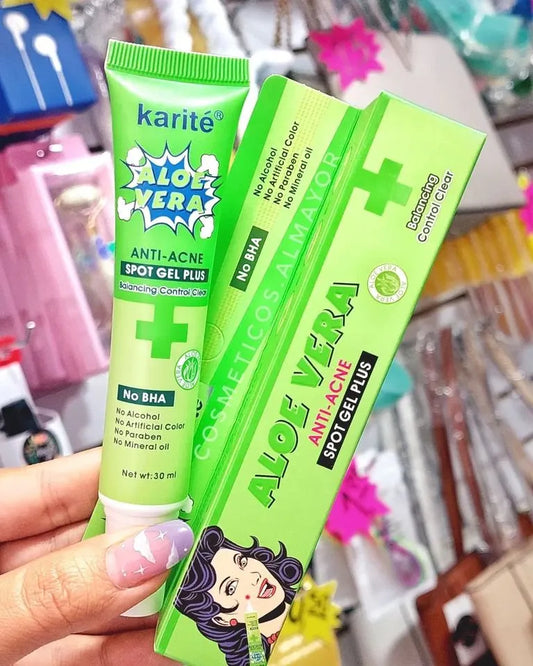 karité®
ALOE
VERA
ANTI-ACNE
SPOT GEL PLUS
Balancing Control Clear
No BHA
No Alcohol
No Artificial Color
No Paraben
No Mineral oil
Net wt: 30 ml
No Alcohol
No Artificial Color
No Paraben
No Mineral oil
No BHA
COSMETICOS ALMAYOR
Balancing
Control Clear
ALOE VERA
ANTI-ACNE
SPOT GEL PLUS